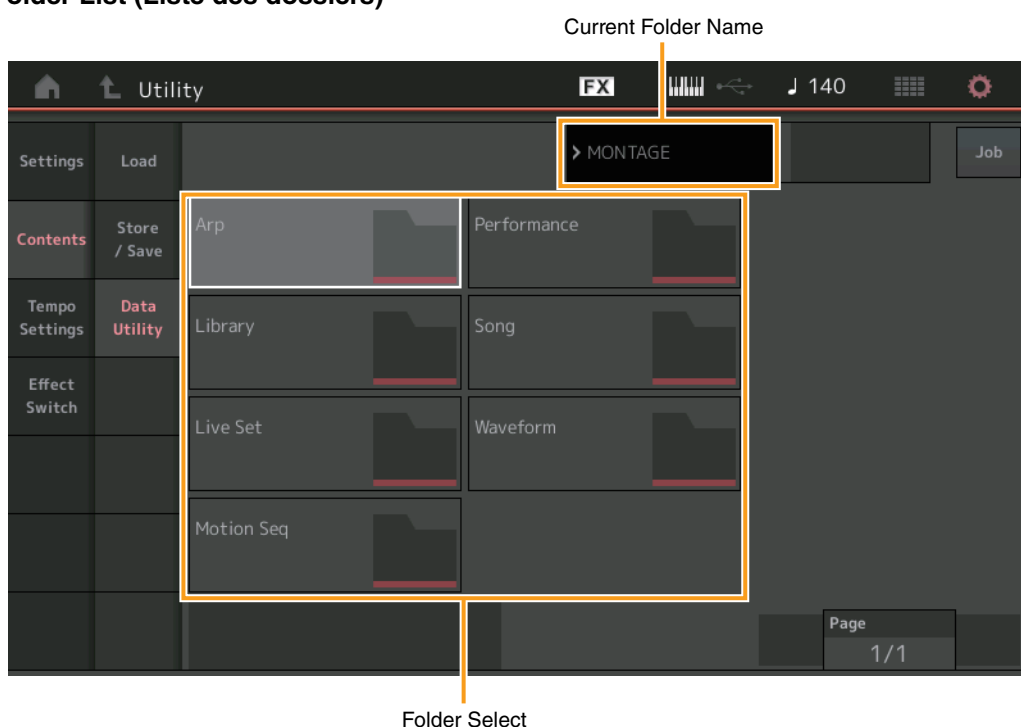 older List (Liste des dossiers)
Current Folder Name
Utility
FX
140
Settings
Load
MONTAGE
Job
Contents
Store
/ Save
Arp
Performance
Tempo
Settings
Data
Utility
Library
Song
Effect
Switch
Live Set
Waveform
Motion Seq
Page
1/1
Folder Select